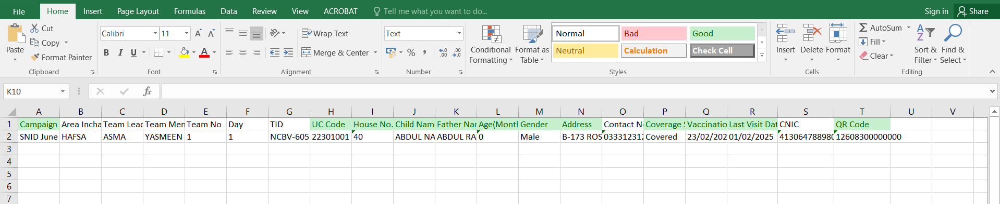 File Home Insert Page Layout Formulas Data Review View ACROBAT Tell me what you want to do... Sign in Share
Cut
Copy
Format Painter
Paste
Clipboard
Calibri 11
B I U
Font
Wrap Text
Merge & Center
Alignment
Text
% ,
Number
Conditional Formatting
Format as Table
Normal Bad Good
Neutral Calculation Check Cell
Styles
Insert Delete Format
Cells
AutoSum
Fill
Clear
Sort & Filter
Find & Select
Editing
K10 fx
A B C D E F G H I J K L M N O P Q R S T U V
1 Campaign Area Incha Team Lead Team Mem Team No Day TID UC Code House No. Child Nam Father Nam Age(Month Gender Address Contact No Coverage S Vaccinatio Last Visit Dat CNIC QR Code
2 SNID June HAFSA ASMA YASMEEN 1 1 NCBV-605 22301001 40 ABDUL NA ABDUL RA 0 Male B-173 ROS 033312312 Covered 23/02/202 01/02/2025 413064788980 12608300000000
3
4
5
6
7